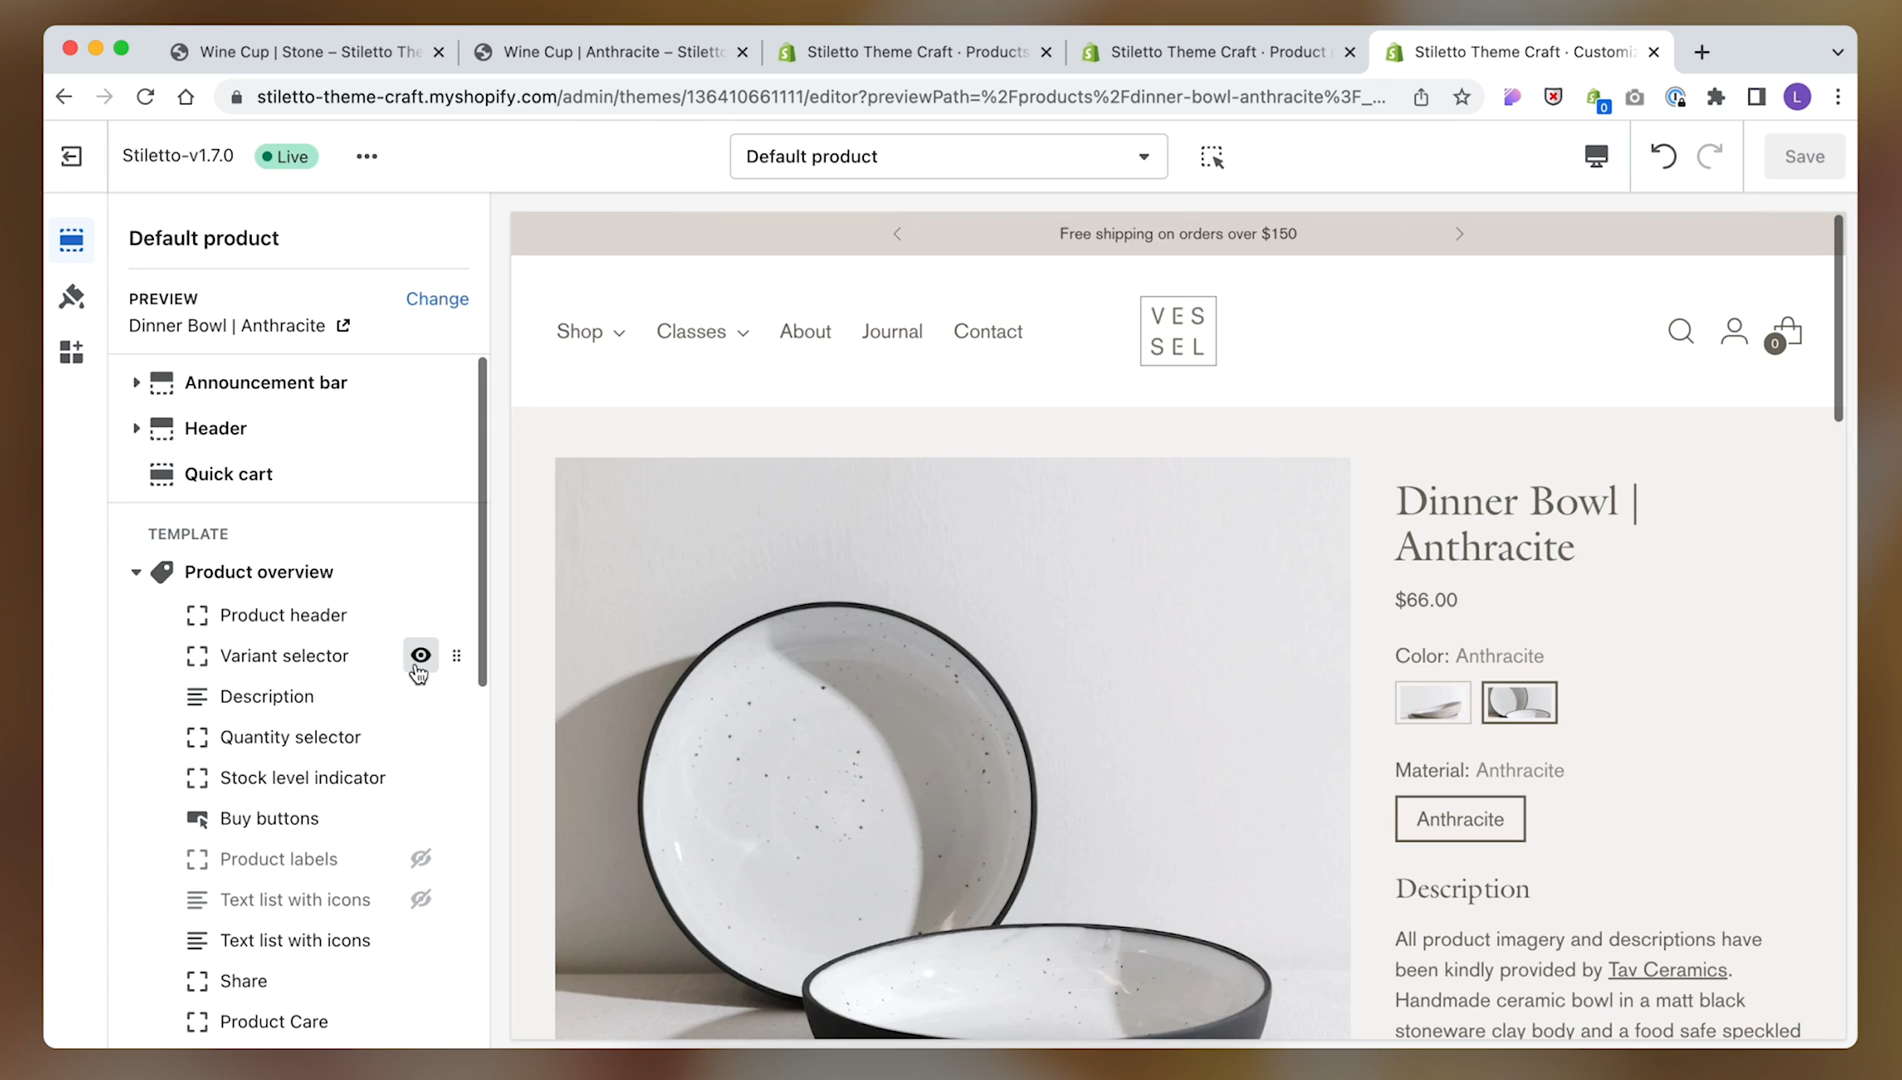 Wine Cup | Stone – Stiletto The
Wine Cup | Anthracite – Stiletto
Stiletto Theme Craft · Products
Stiletto Theme Craft · Product
Stiletto Theme Craft · Customi
stiletto-theme-craft.myshopify.com/admin/themes/136410661111/editor?previewPath=%2Fproducts%2Fdinner-bowl-anthracite%3F_...
0
L
Stiletto-v1.7.0
Live
Default product
Save
Default product
PREVIEW
Change
Dinner Bowl | Anthracite
Announcement bar
Header
Quick cart
TEMPLATE
Product overview
Product header
Variant selector
Description
Quantity selector
Stock level indicator
Buy buttons
Product labels
Text list with icons
Text list with icons
Share
Product Care
Free shipping on orders over $150
Shop
Classes
About
Journal
Contact
VES
SEL
0
Dinner Bowl |
Anthracite
$66.00
Color: Anthracite
Material: Anthracite
Anthracite
Description
All product imagery and descriptions have
been kindly provided by Tav Ceramics.
Handmade ceramic bowl in a matt black
stoneware clay body and a food safe speckled